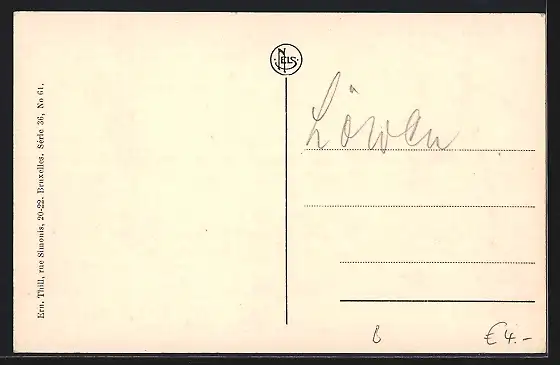 Ern. Thill, rue Simonis, 20-22. Bruxelles. Série 36, No 61.
NELS
Löwen
B
€4.-